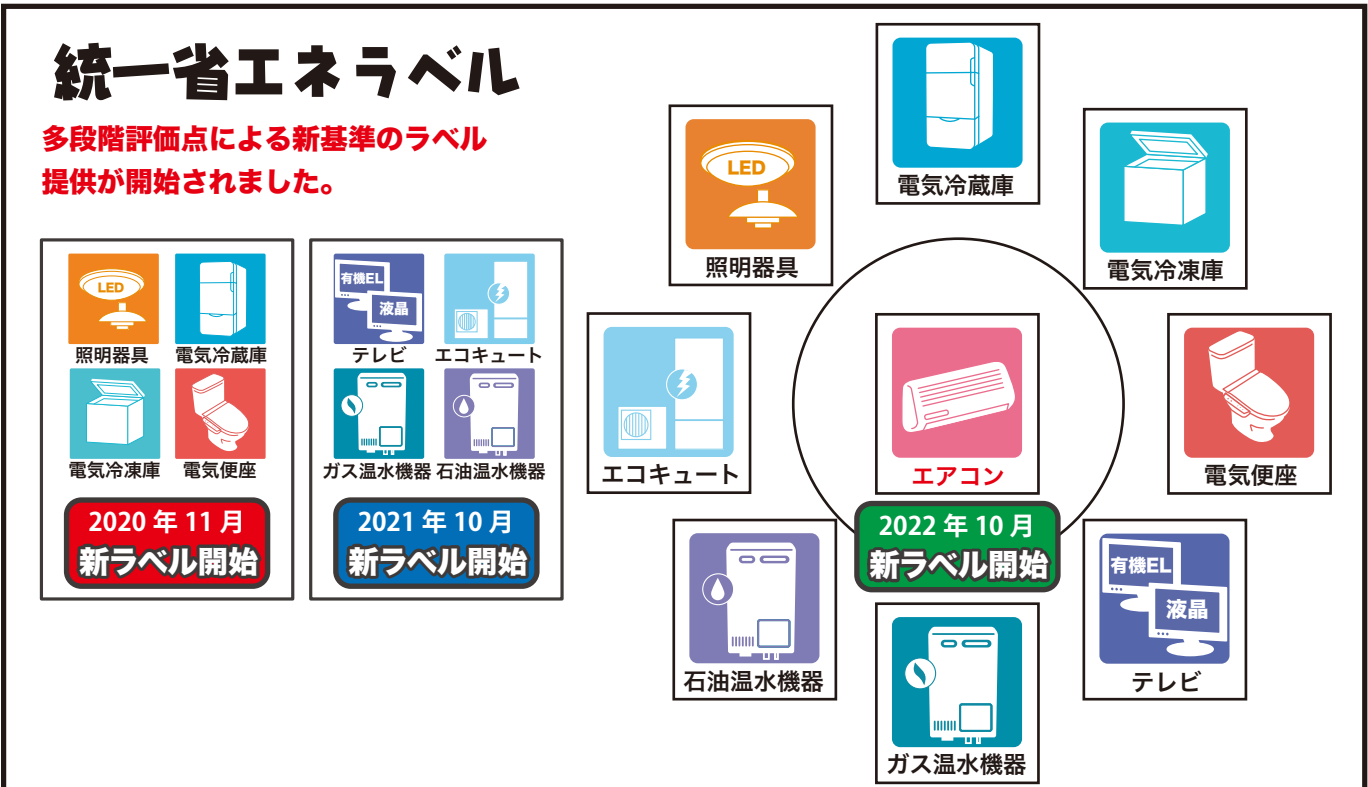 統一省エネラベル
多段階評価点による新基準のラベル
提供が開始されました。
LED
照明器具
電気冷蔵庫
電気冷凍庫
電気便座
2020 年 11 月
新ラベル開始
有機EL
液晶
テレビ
エコキュート
ガス温水機器
石油温水機器
2021 年 10 月
新ラベル開始
電気冷蔵庫
LED
照明器具
電気冷凍庫
エコキュート
エアコン
2022 年 10 月
新ラベル開始
電気便座
石油温水機器
有機EL
液晶
テレビ
ガス温水機器